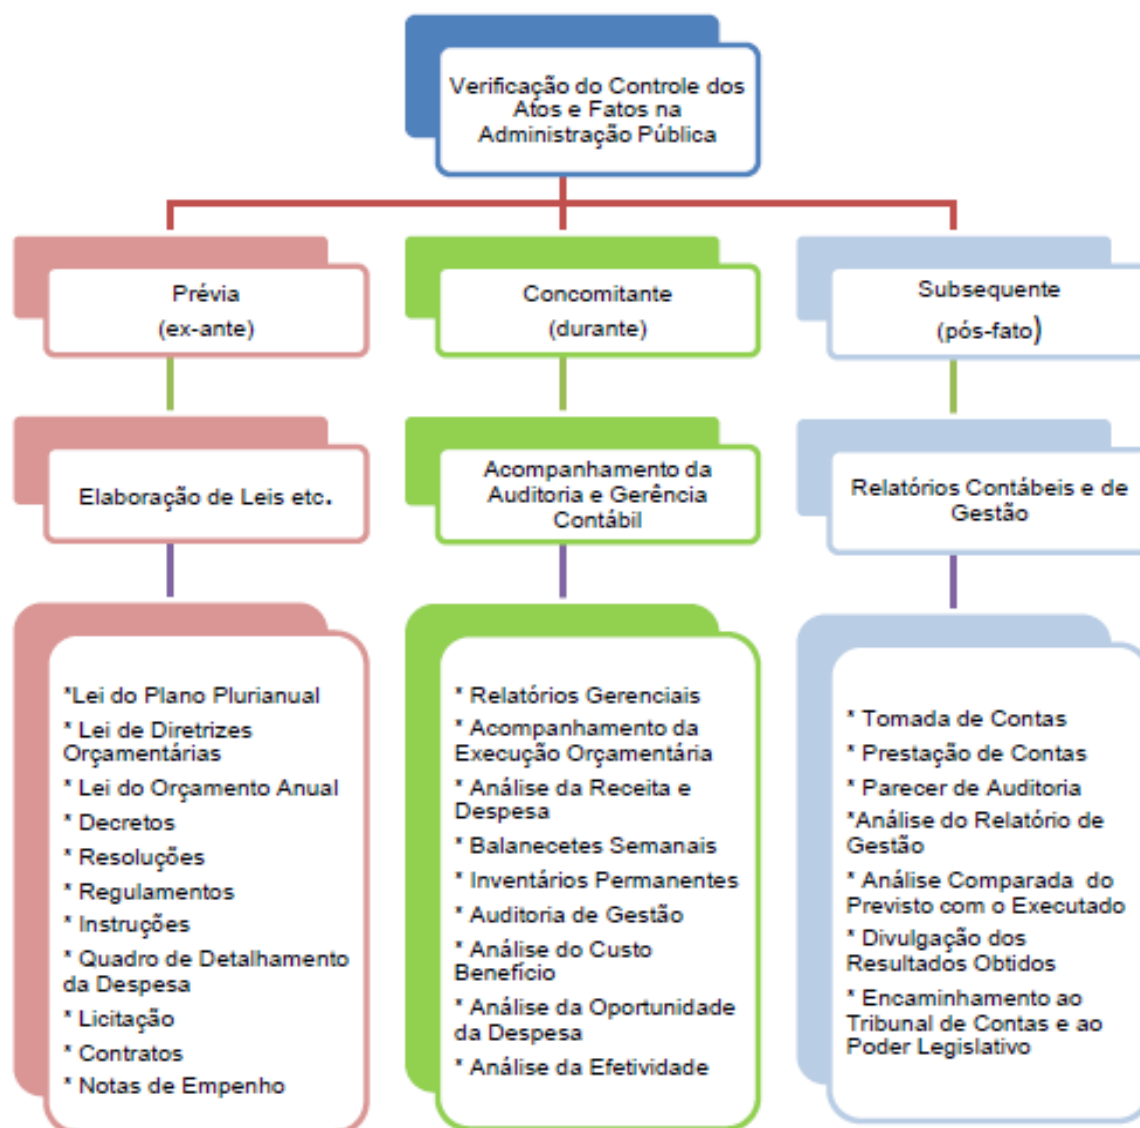 Verificação do Controle dos
Atos e Fatos na
Administração Pública
Prévia
(ex-ante)
Concomitante
(durante)
Subsequente
(pós-fato)
Elaboração de Leis etc.
Acompanhamento da
Auditoria e Gerência
Contábil
Relatórios Contábeis e de
Gestão
*Lei do Plano Plurianual
* Lei de Diretrizes
Orçamentárias
* Lei do Orçamento Anual
* Decretos
* Resoluções
* Regulamentos
* Instruções
* Quadro de Detalhamento
da Despesa
* Licitação
* Contratos
* Notas de Empenho
* Relatórios Gerenciais
* Acompanhamento da
Execução Orçamentária
* Análise da Receita e
Despesa
* Balanecetes Semanais
* Inventários Permanentes
* Auditoria de Gestão
* Análise do Custo
Benefício
* Análise da Oportunidade
da Despesa
* Análise da Efetividade
* Tomada de Contas
* Prestação de Contas
* Parecer de Auditoria
*Análise do Relatório de
Gestão
* Análise Comparada do
Previsto com o Executado
* Divulgação dos
Resultados Obtidos
* Encaminhamento ao
Tribunal de Contas e ao
Poder Legislativo